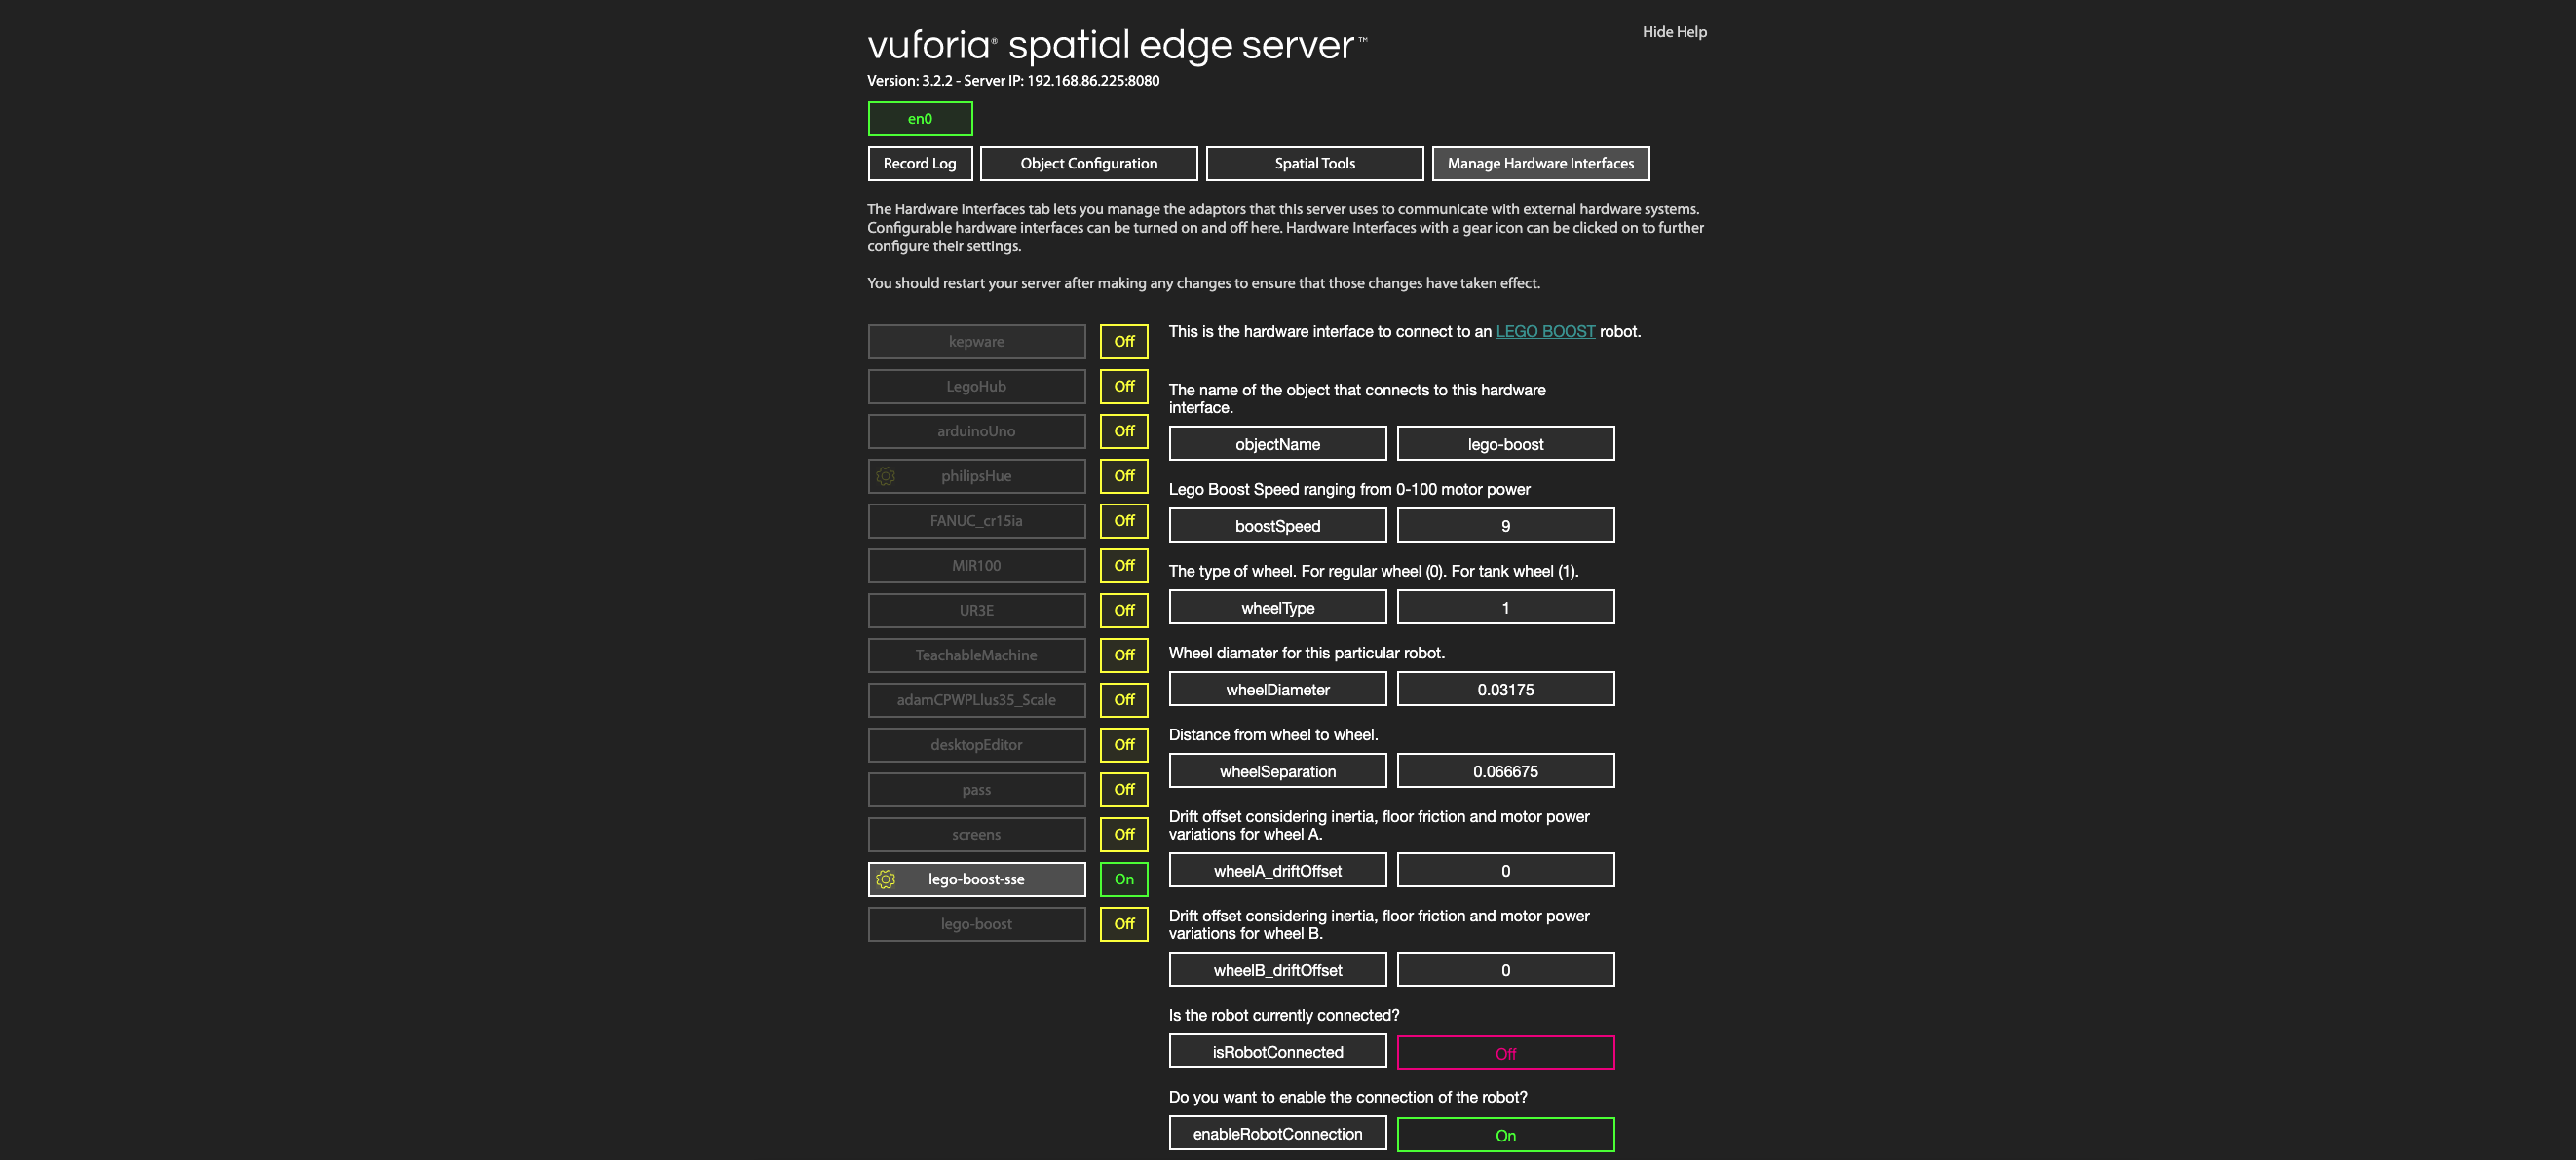 vuforia® spatial edge server™
Hide Help
Version: 3.2.2 - Server IP: 192.168.86.225:8080
en0
Record Log
Object Configuration
Spatial Tools
Manage Hardware Interfaces
The Hardware Interfaces tab lets you manage the adaptors that this server uses to communicate with external hardware systems.
Configurable hardware interfaces can be turned on and off here. Hardware Interfaces with a gear icon can be clicked on to further
configure their settings.
You should restart your server after making any changes to ensure that those changes have taken effect.
kepware Off
LegoHub Off
arduinoUno Off
philipsHue Off
FANUC_cr15ia Off
MIR100 Off
UR3E Off
TeachableMachine Off
adamCPWPLlus35_Scale Off
desktopEditor Off
pass Off
screens Off
lego-boost-sse On
lego-boost Off
This is the hardware interface to connect to an LEGO BOOST robot.
The name of the object that connects to this hardware
interface.
objectName lego-boost
Lego Boost Speed ranging from 0-100 motor power
boostSpeed 9
The type of wheel. For regular wheel (0). For tank wheel (1).
wheelType 1
Wheel diamater for this particular robot.
wheelDiameter 0.03175
Distance from wheel to wheel.
wheelSeparation 0.066675
Drift offset considering inertia, floor friction and motor power
variations for wheel A.
wheelA_driftOffset 0
Drift offset considering inertia, floor friction and motor power
variations for wheel B.
wheelB_driftOffset 0
Is the robot currently connected?
isRobotConnected Off
Do you want to enable the connection of the robot?
enableRobotConnection On